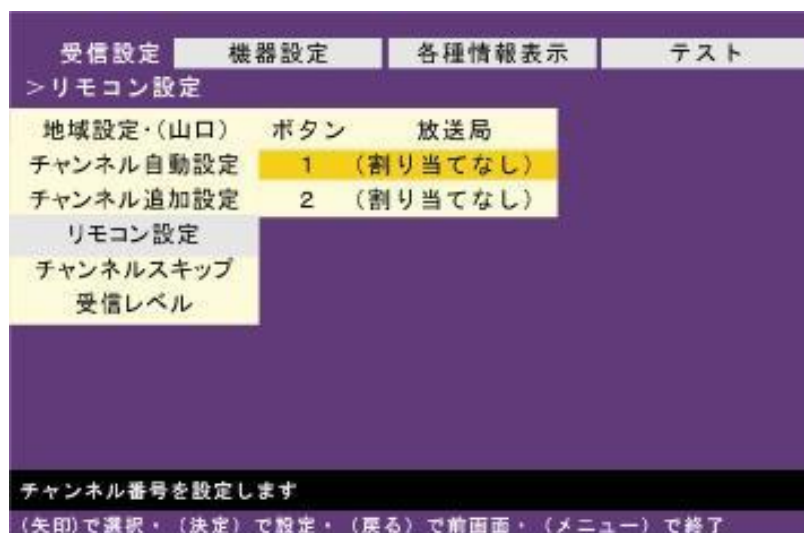 受信設定 機器設定 各種情報表示 テスト
>リモコン設定
地域設定・(山口) ボタン 放送局
チャンネル自動設定 1 (割り当てなし)
チャンネル追加設定 2 (割り当てなし)
リモコン設定
チャンネルスキップ
受信レベル
チャンネル番号を設定します
(矢印)で選択・(決定)で設定・(戻る)で前画面・(メニュー)で終了